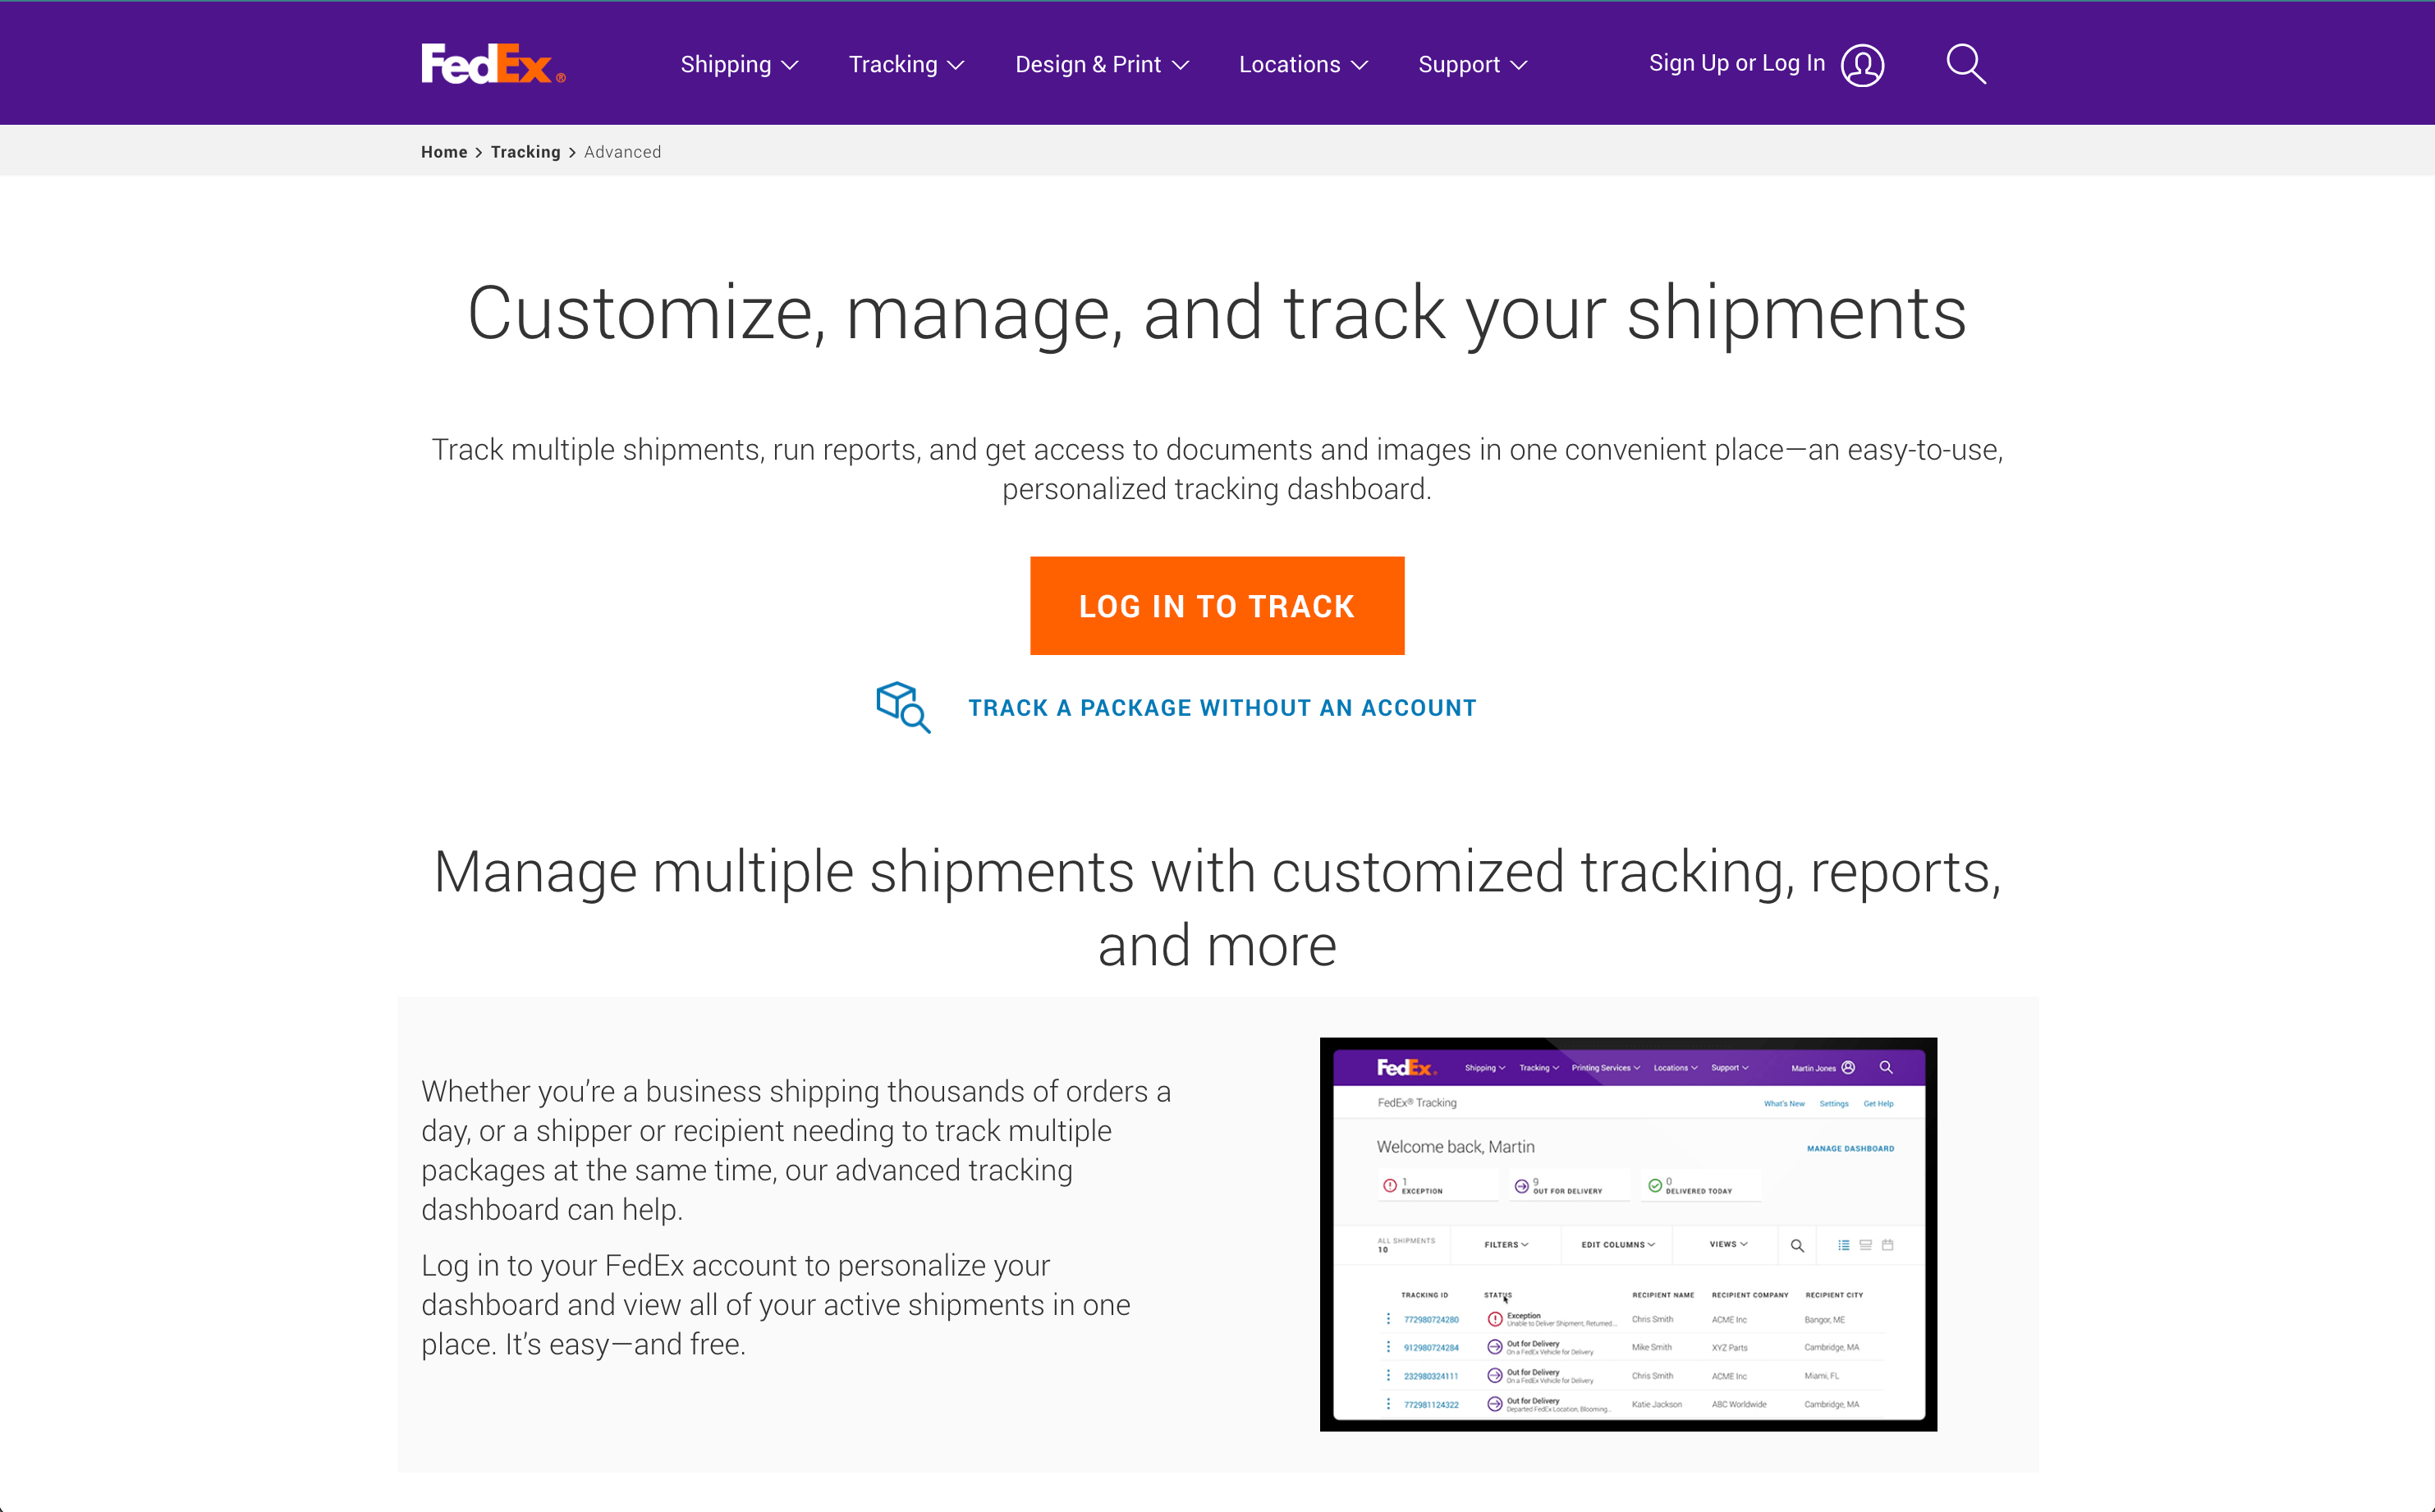 FedEx®
Shipping
Tracking
Design & Print
Locations
Support
Sign Up or Log In
Home > Tracking > Advanced
Customize, manage, and track your shipments
Track multiple shipments, run reports, and get access to documents and images in one convenient place—an easy-to-use,
personalized tracking dashboard.
LOG IN TO TRACK
TRACK A PACKAGE WITHOUT AN ACCOUNT
Manage multiple shipments with customized tracking, reports,
and more
Whether you’re a business shipping thousands of orders a
day, or a shipper or recipient needing to track multiple
packages at the same time, our advanced tracking
dashboard can help.
Log in to your FedEx account to personalize your
dashboard and view all of your active shipments in one
place. It’s easy—and free.
FedEx
Shipping
Tracking
Printing Services
Locations
Support
Martin Jones
FedEx® Tracking
What's New
Settings
Get Help
Welcome back, Martin
MANAGE DASHBOARD
1
EXCEPTION
9
OUT FOR DELIVERY
0
DELIVERED TODAY
ALL SHIPMENTS
10
FILTERS
EDIT COLUMNS
VIEWS
TRACKING ID STATUS RECIPIENT NAME RECIPIENT COMPANY RECIPIENT CITY
772980724280 Exception Chris Smith ACME Inc Bangor, ME
Unable to Deliver Shipment, Returned...
912980724284 Out for Delivery Mike Smith XYZ Parts Cambridge, MA
On a FedEx Vehicle for Delivery
232980324111 Out for Delivery Chris Smith ACME Inc Miami, FL
On a FedEx Vehicle for Delivery
772981124322 Out for Delivery Katie Jackson ABC Worldwide Cambridge, MA
Departed FedEx Location, Blooming...